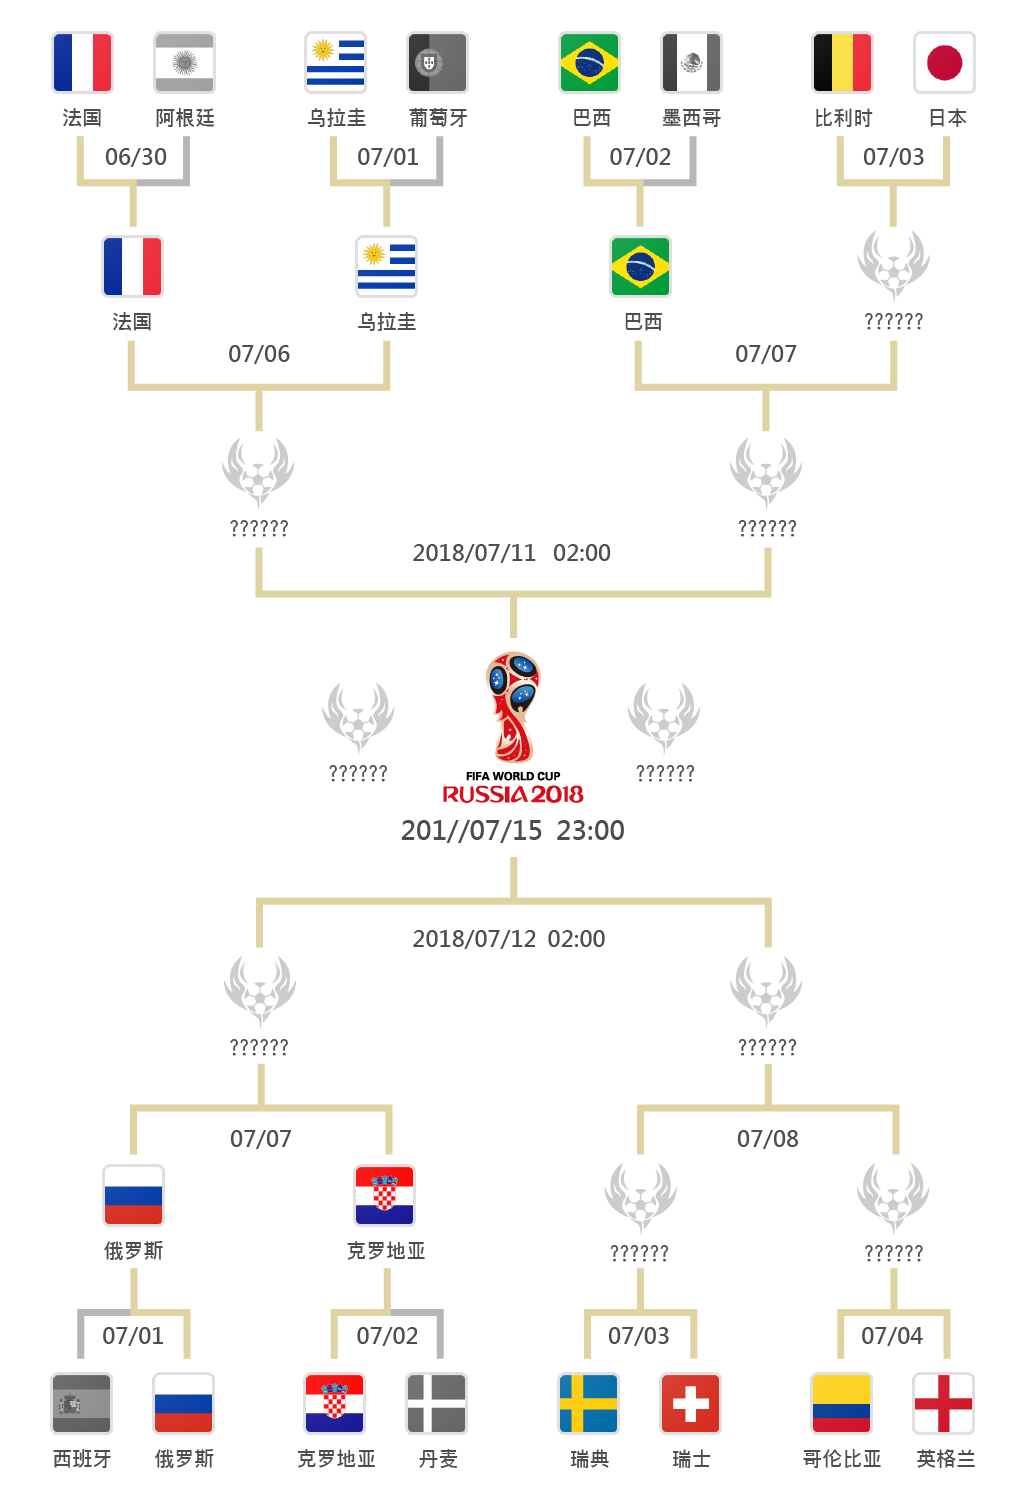 法国 阿根廷 乌拉圭 葡萄牙 巴西 墨西哥 比利时 日本
06/30 07/01 07/02 07/03
法国 乌拉圭 巴西 ??????
07/06 07/07
?????? ??????
2018/07/11 02:00
?????? ??????
FIFA WORLD CUP
RUSSIA 2018
201//07/15 23:00
2018/07/12 02:00
?????? ??????
07/07 07/08
俄罗斯 克罗地亚 ?????? ??????
07/01 07/02 07/03 07/04
西班牙 俄罗斯 克罗地亚 丹麦 瑞典 瑞士 哥伦比亚 英格兰